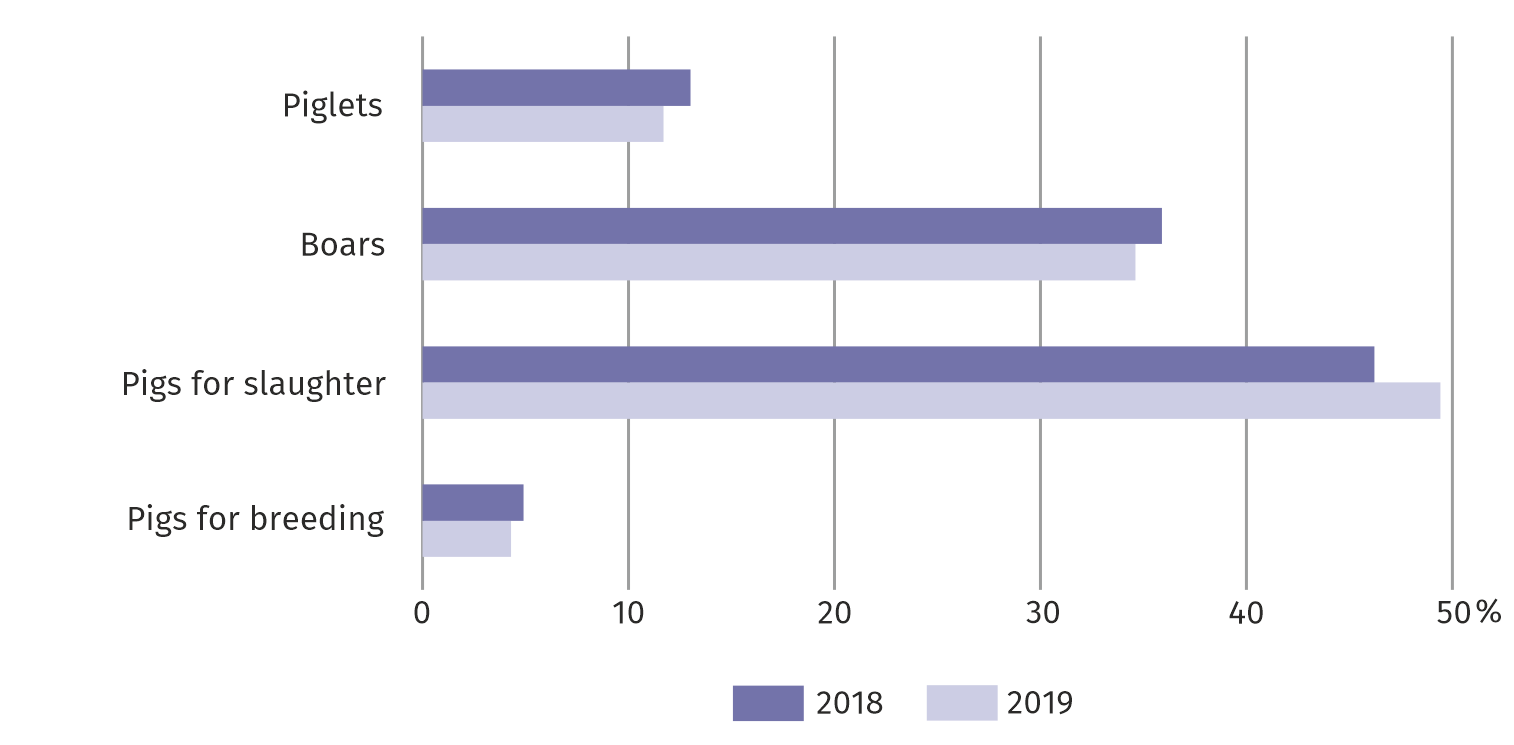 Piglets
Boars
Pigs for slaughter
Pigs for breeding
0 10 20 30 40 50%
2018 2019